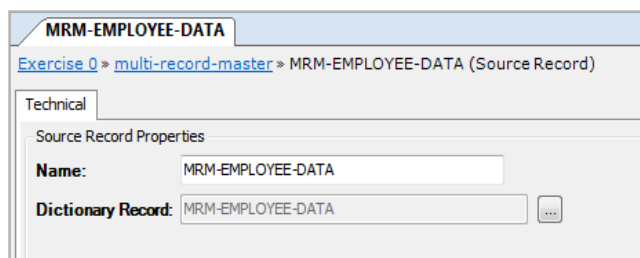 MRM-EMPLOYEE-DATA
Exercise 0 » multi-record-master » MRM-EMPLOYEE-DATA (Source Record)
Technical
Source Record Properties
Name: MRM-EMPLOYEE-DATA
Dictionary Record: MRM-EMPLOYEE-DATA ...